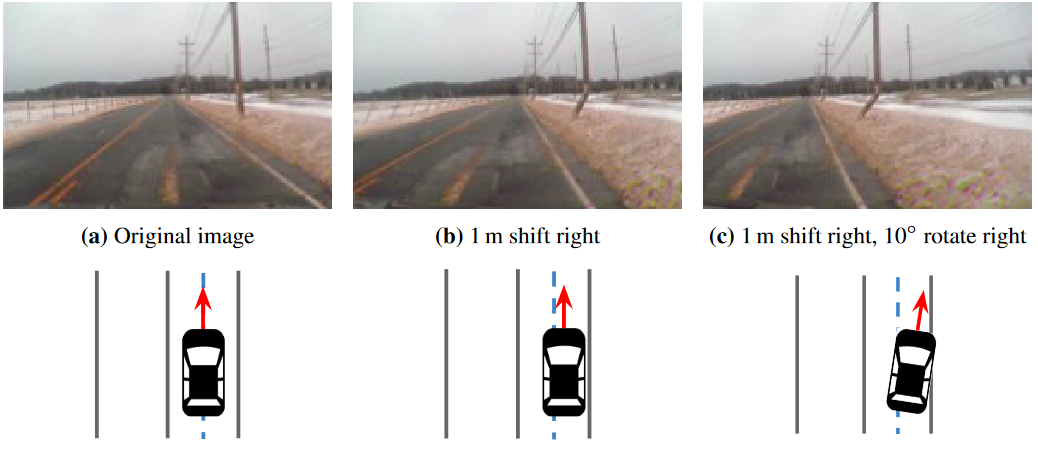 (a) Original image
(b) 1 m shift right
(c) 1 m shift right, 10° rotate right